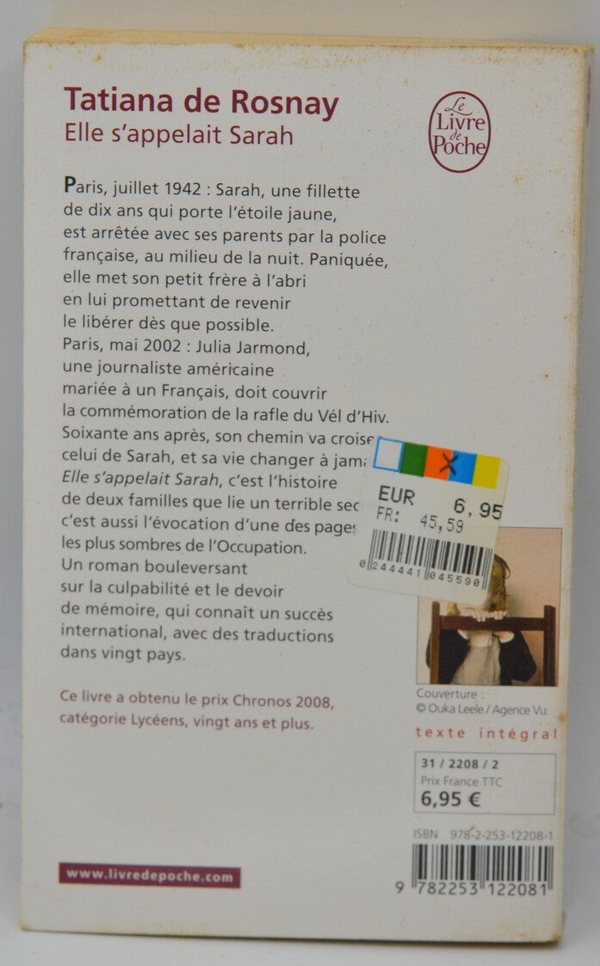 Tatiana de Rosnay
Elle s'appelait Sarah
Le
Livre
de
Poche
Paris, juillet 1942 : Sarah, une fillette
de dix ans qui porte l'étoile jaune,
est arrêtée avec ses parents par la police
française, au milieu de la nuit. Paniquée,
elle met son petit frère à l'abri
en lui promettant de revenir
le libérer dès que possible.
Paris, mai 2002 : Julia Jarmond,
une journaliste américaine
mariée à un Français, doit couvrir
la commémoration de la rafle du Vél d'Hiv.
Soixante ans après, son chemin va croise
celui de Sarah, et sa vie changer à jam
Elle s'appelait Sarah, c'est l'histoire
de deux familles que lie un terrible sec
c'est aussi l'évocation d'une des pages
les plus sombres de l'Occupation.
Un roman bouleversant
sur la culpabilité et le devoir
de mémoire, qui connaît un succès
international, avec des traductions
dans vingt pays.
Ce livre a obtenu le prix Chronos 2008,
catégorie Lycéens, vingt ans et plus.
www.livredepoche.com
EUR 6,95
FR: 45,59
0 244441 045590
Couverture :
© Ouka Leele / Agence Vu.
texte intégral
31 / 2208 / 2
Prix France TTC
6,95 €
ISBN 978-2-253-12208-1
9 782253 122081